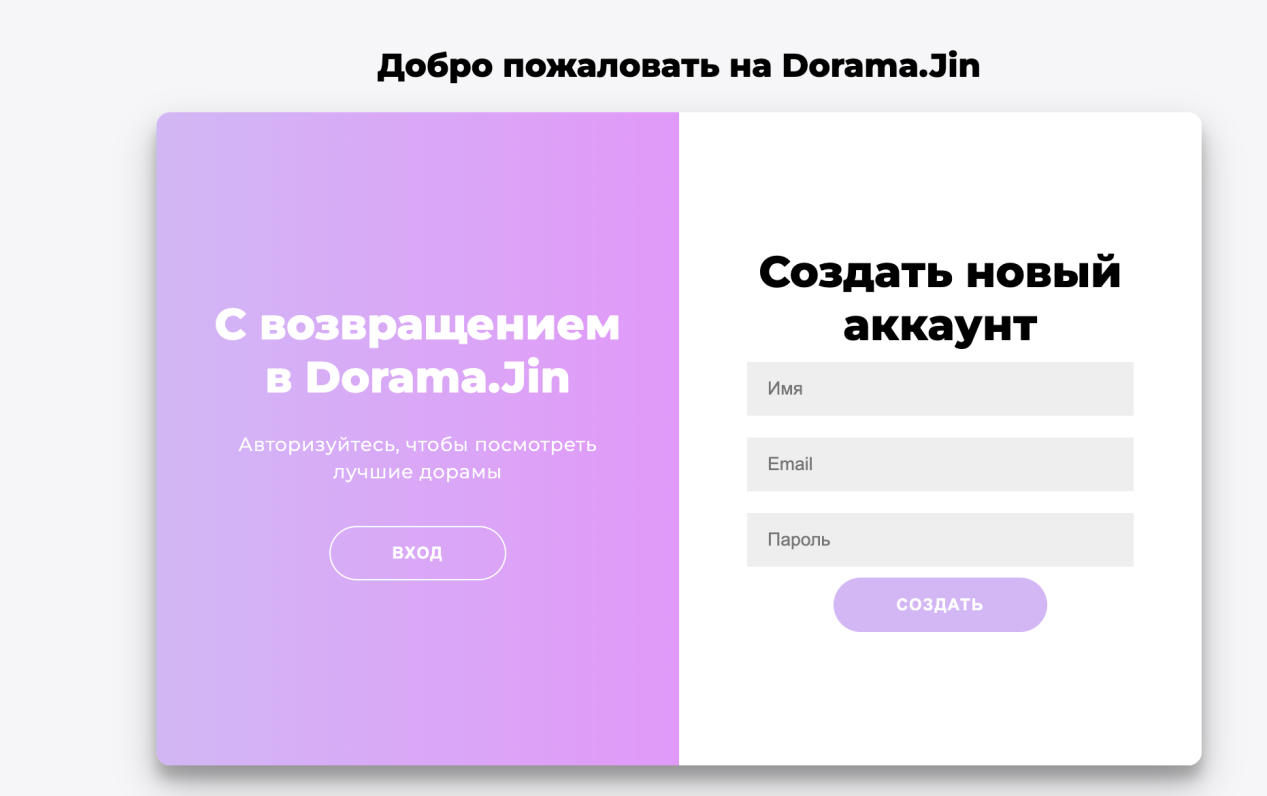 Добро пожаловать на Dorama.Jin
С возвращением
в Dorama.Jin
Авторизуйтесь, чтобы посмотреть
лучшие дорамы
ВХОД
Создать новый
аккаунт
Имя
Email
Пароль
СОЗДАТЬ